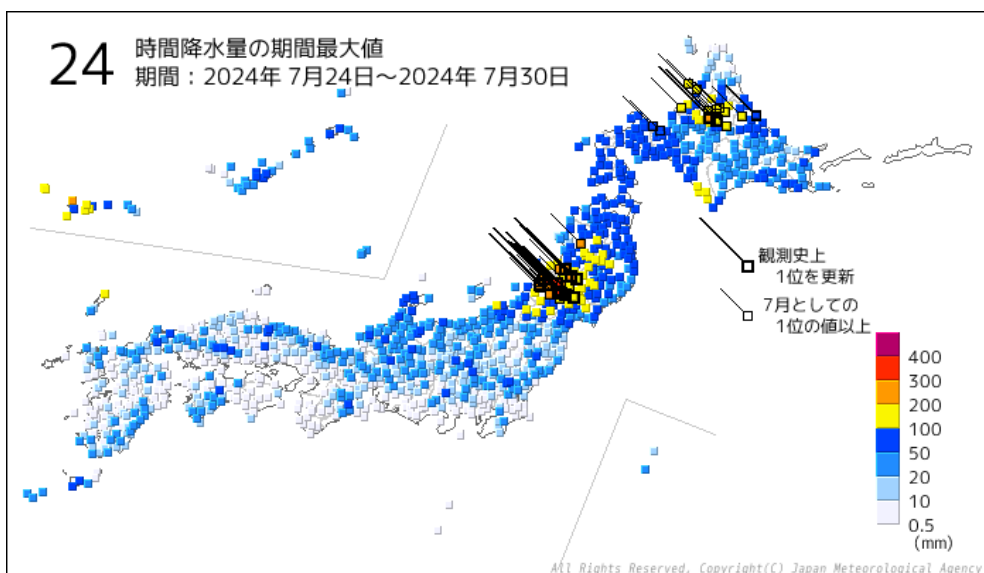 24 時間降水量の期間最大値
期間：2024年 7月24日～2024年 7月30日
観測史上
1位を更新
7月としての
1位の値以上
400
300
200
100
50
20
10
0.5
(mm)
All Rights Reserved. Copyright(C) Japan Meteorological Agency